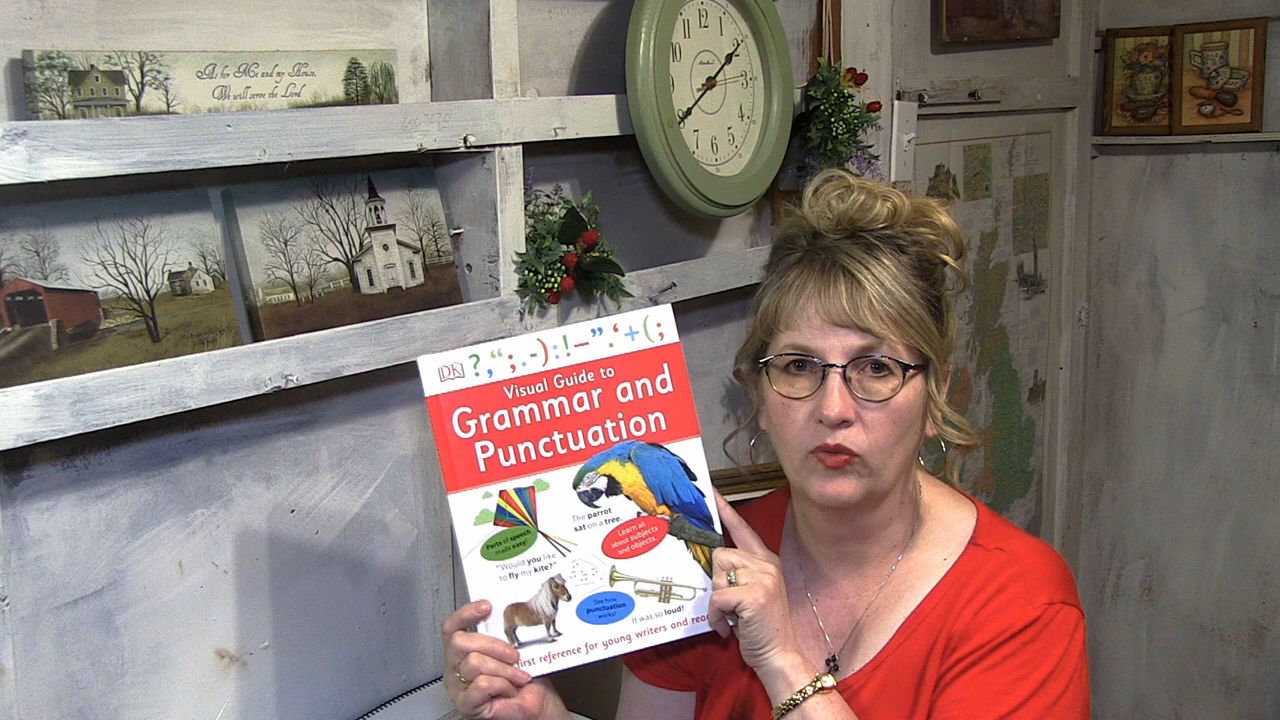 As for Me and my House,
We will serve the Lord
DK ? , “ ; . - ) : ! – ” . ‘ + ( ;
Visual Guide to
Grammar and
Punctuation
The parrot
sat on a tree.
Learn all
about subjects
and objects.
Parts of speech
made easy!
"Would you like
to fly my kite?"
See how
punctuation
works!
It was so loud!
first reference for young writers and
12
1
2
3
4
5
6
7
8
10
11